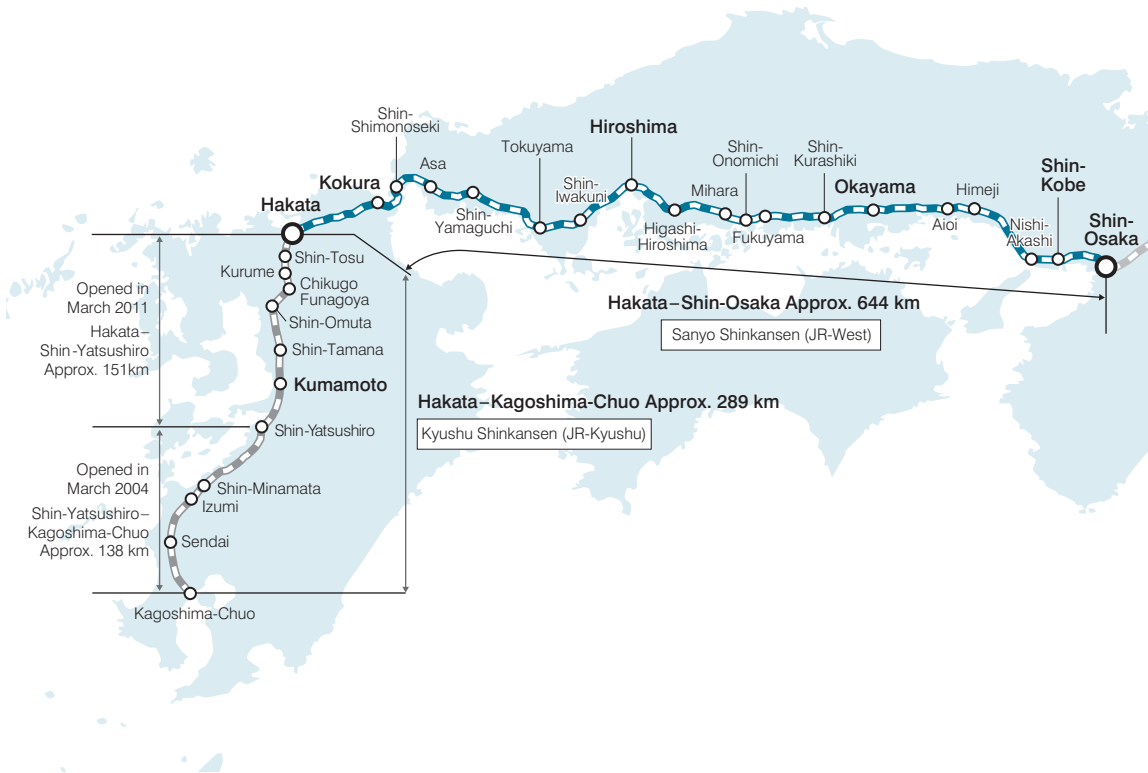 Shin-
Shimonoseki
Asa
Kokura
Hakata
Shin-
Yamaguchi
Tokuyama
Shin-
Iwakuni
Hiroshima
Higashi-
Hiroshima
Mihara
Shin-
Onomichi
Fukuyama
Shin-
Kurashiki
Okayama
Aioi
Himeji
Nishi-
Akashi
Shin-
Kobe
Shin-
Osaka
Hakata–Shin-Osaka Approx. 644 km
Sanyo Shinkansen (JR-West)
Shin-Tosu
Kurume
Chikugo
Funagoya
Shin-Omuta
Shin-Tamana
Kumamoto
Shin-Yatsushiro
Shin-Minamata
Izumi
Sendai
Kagoshima-Chuo
Opened in
March 2011
Hakata–
Shin-Yatsushiro
Approx. 151km
Opened in
March 2004
Shin-Yatsushiro–
Kagoshima-Chuo
Approx. 138 km
Hakata–Kagoshima-Chuo Approx. 289 km
Kyushu Shinkansen (JR-Kyushu)